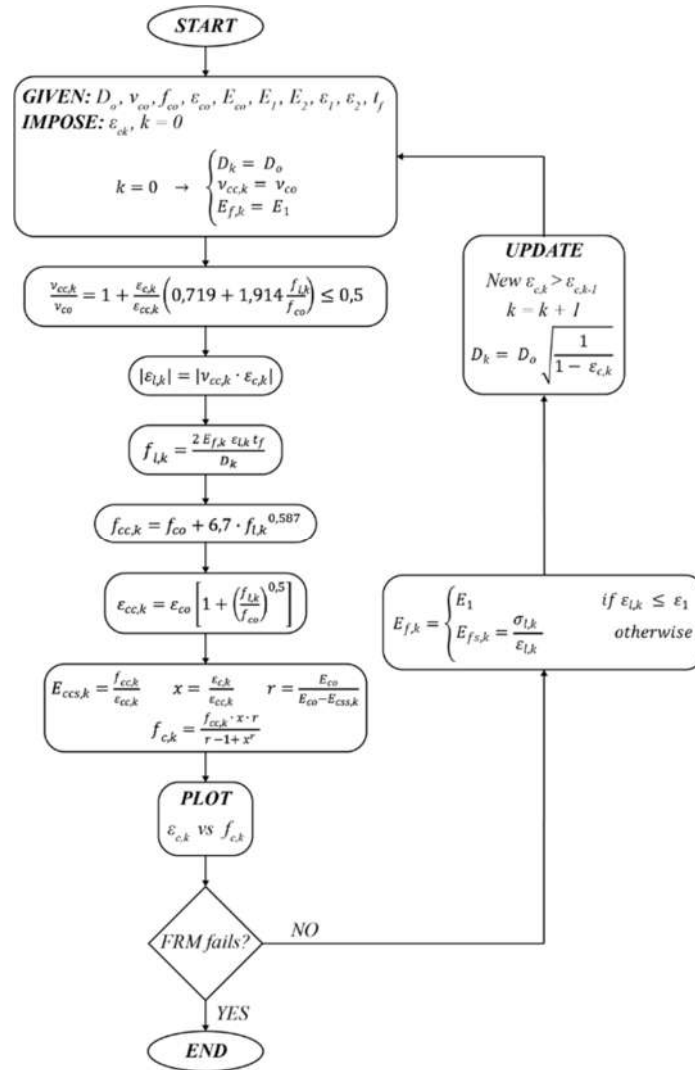 START
GIVEN: D_o, ν_co, f_co, ε_co, E_co, E_1, E_2, ε_1, ε_2, t_f
IMPOSE: ε_ck, k = 0
k = 0 → { D_k = D_o
ν_cc,k = ν_co
E_f,k = E_1
ν_cc,k / ν_co = 1 + ε_c,k / ε_cc,k (0,719 + 1,914 f_l,k / f_co) ≤ 0,5
|ε_l,k| = |ν_cc,k · ε_c,k|
f_l,k = 2 E_f,k ε_l,k t_f / D_k
f_cc,k = f_co + 6,7 · f_l,k^0,587
ε_cc,k = ε_co [1 + (f_l,k / f_co)^0,5]
E_ccs,k = f_cc,k / ε_cc,k x = ε_c,k / ε_cc,k r = E_co / E_co − E_css,k
f_c,k = f_cc,k · x · r / r − 1 + x^r
PLOT
ε_c,k vs f_c,k
FRM fails?
NO
YES
END
E_f,k = { E_1 if ε_l,k ≤ ε_1
E_fs,k = σ_l,k / ε_l,k otherwise
UPDATE
New ε_c,k > ε_c,k-1
k = k + 1
D_k = D_o √(1 / 1 − ε_c,k)